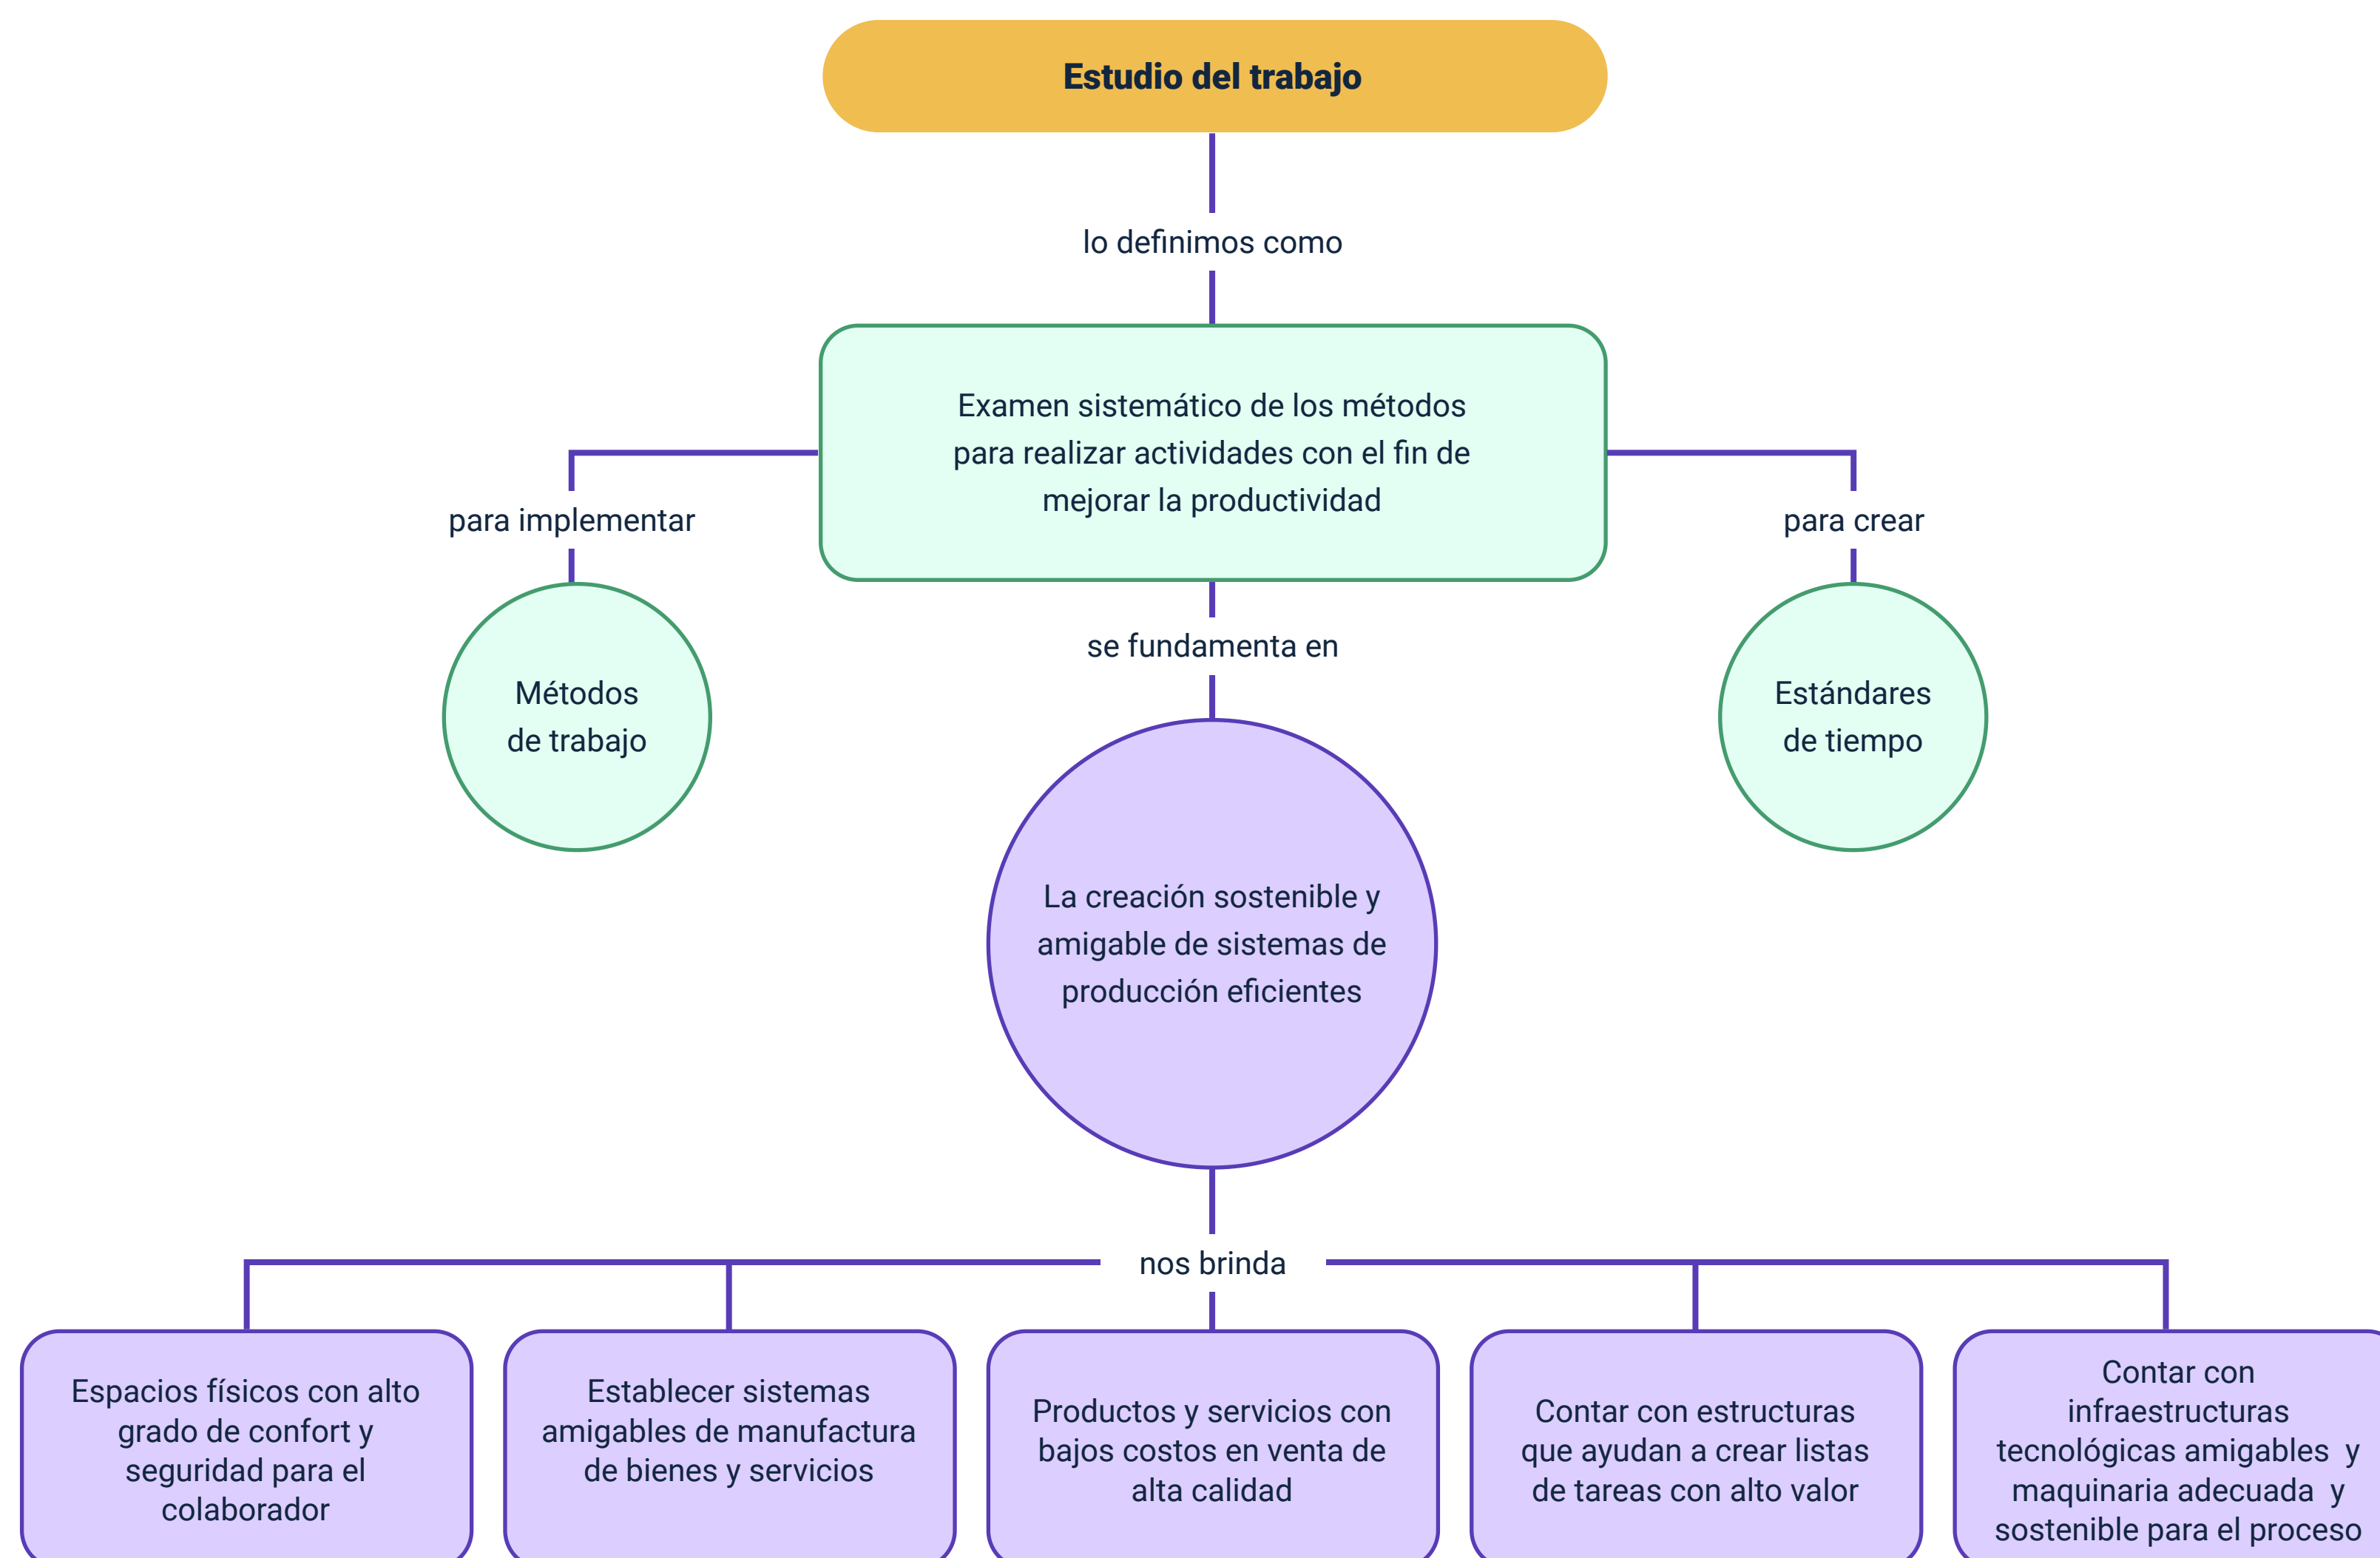 Estudio del trabajo
lo definimos como
Examen sistemático de los métodos
para realizar actividades con el fin de
mejorar la productividad
para implementar
para crear
Métodos
de trabajo
se fundamenta en
Estándares
de tiempo
La creación sostenible y
amigable de sistemas de
producción eficientes
nos brinda
Espacios físicos con alto
grado de confort y
seguridad para el
colaborador
Establecer sistemas
amigables de manufactura
de bienes y servicios
Productos y servicios con
bajos costos en venta de
alta calidad
Contar con estructuras
que ayudan a crear listas
de tareas con alto valor
Contar con
infraestructuras
tecnológicas amigables  y
maquinaria adecuada  y
sostenible para el proceso